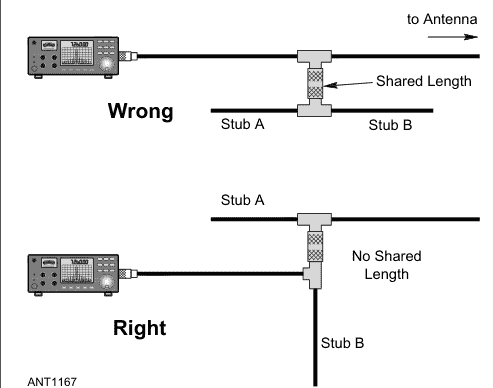 to Antenna
Shared Length
Wrong
Stub A
Stub B
Stub A
No Shared
Length
Right
Stub B
ANT1167